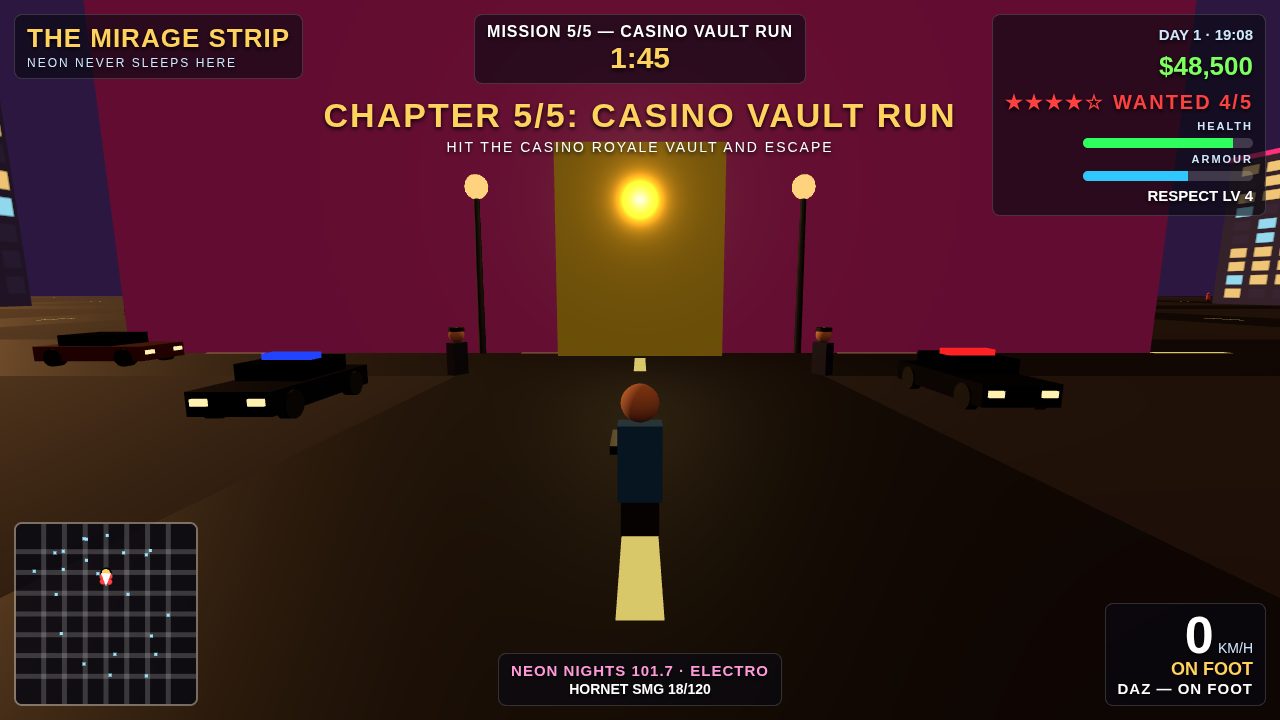 THE MIRAGE STRIP
NEON NEVER SLEEPS HERE
MISSION 5/5 — CASINO VAULT RUN
1:45
CHAPTER 5/5: CASINO VAULT RUN
HIT THE CASINO ROYALE VAULT AND ESCAPE
DAY 1 · 19:08
$48,500
★★★★☆ WANTED 4/5
HEALTH
ARMOUR
RESPECT LV 4
NEON NIGHTS 101.7 · ELECTRO
HORNET SMG 18/120
0 KM/H
ON FOOT
DAZ — ON FOOT